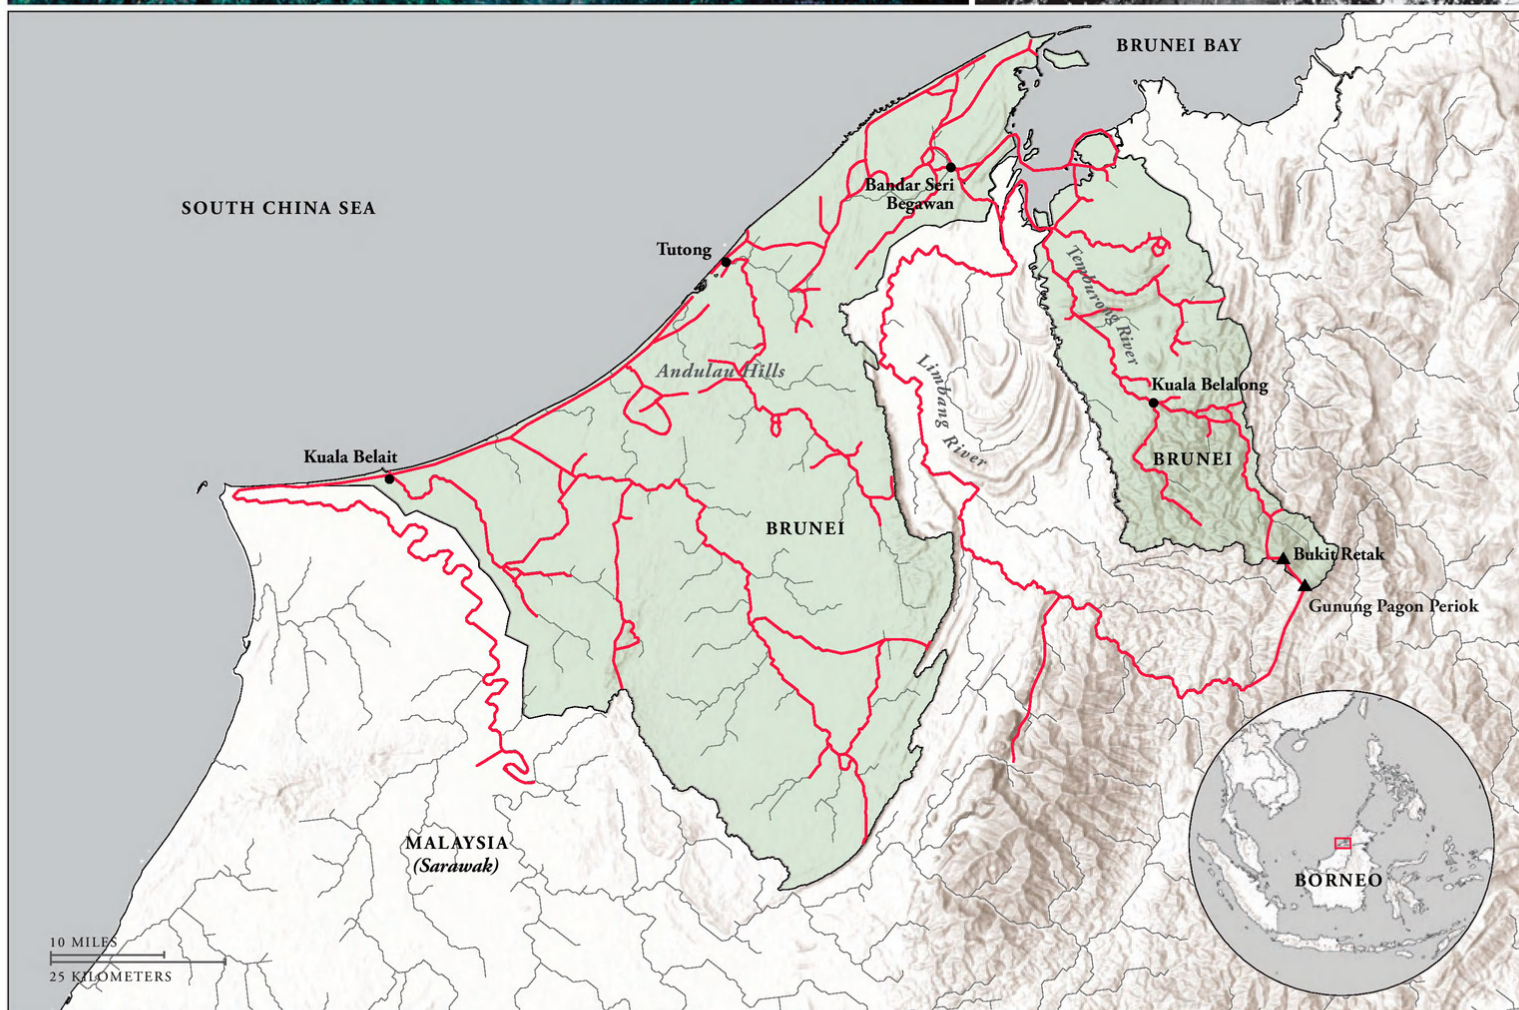 BRUNEI BAY
SOUTH CHINA SEA
Bandar Seri
Begawan
Tutong
Temburong River
Andulau Hills
Limbang River
Kuala Belalong
Kuala Belait
BRUNEI
BRUNEI
Bukit Retak
Gunung Pagon Periok
MALAYSIA
(Sarawak)
BORNEO
10 MILES
25 KILOMETERS